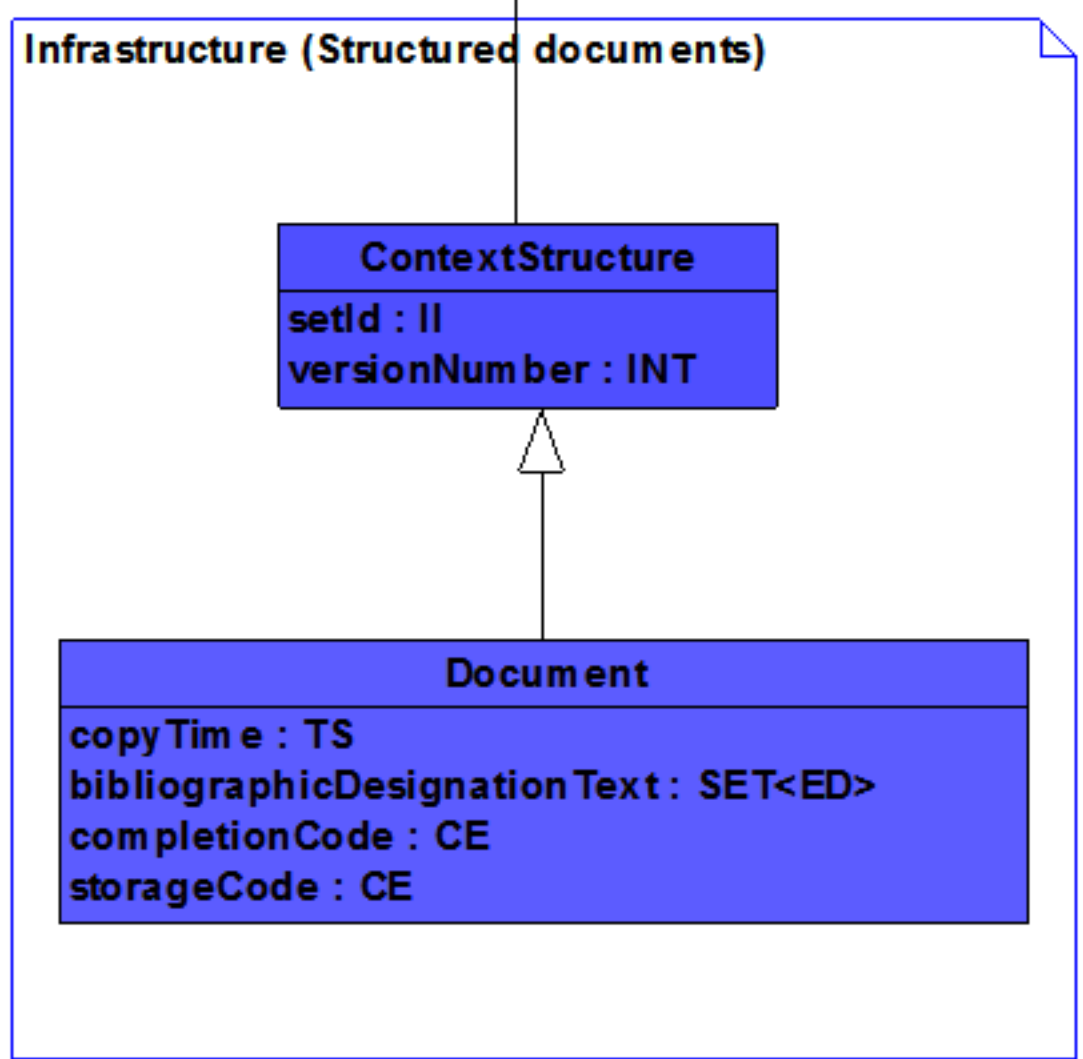 Infrastructure (Structured documents)
ContextStructure
setId : II
versionNumber : INT
Document
copyTime : TS
bibliographicDesignationText : SET<ED>
completionCode : CE
storageCode : CE